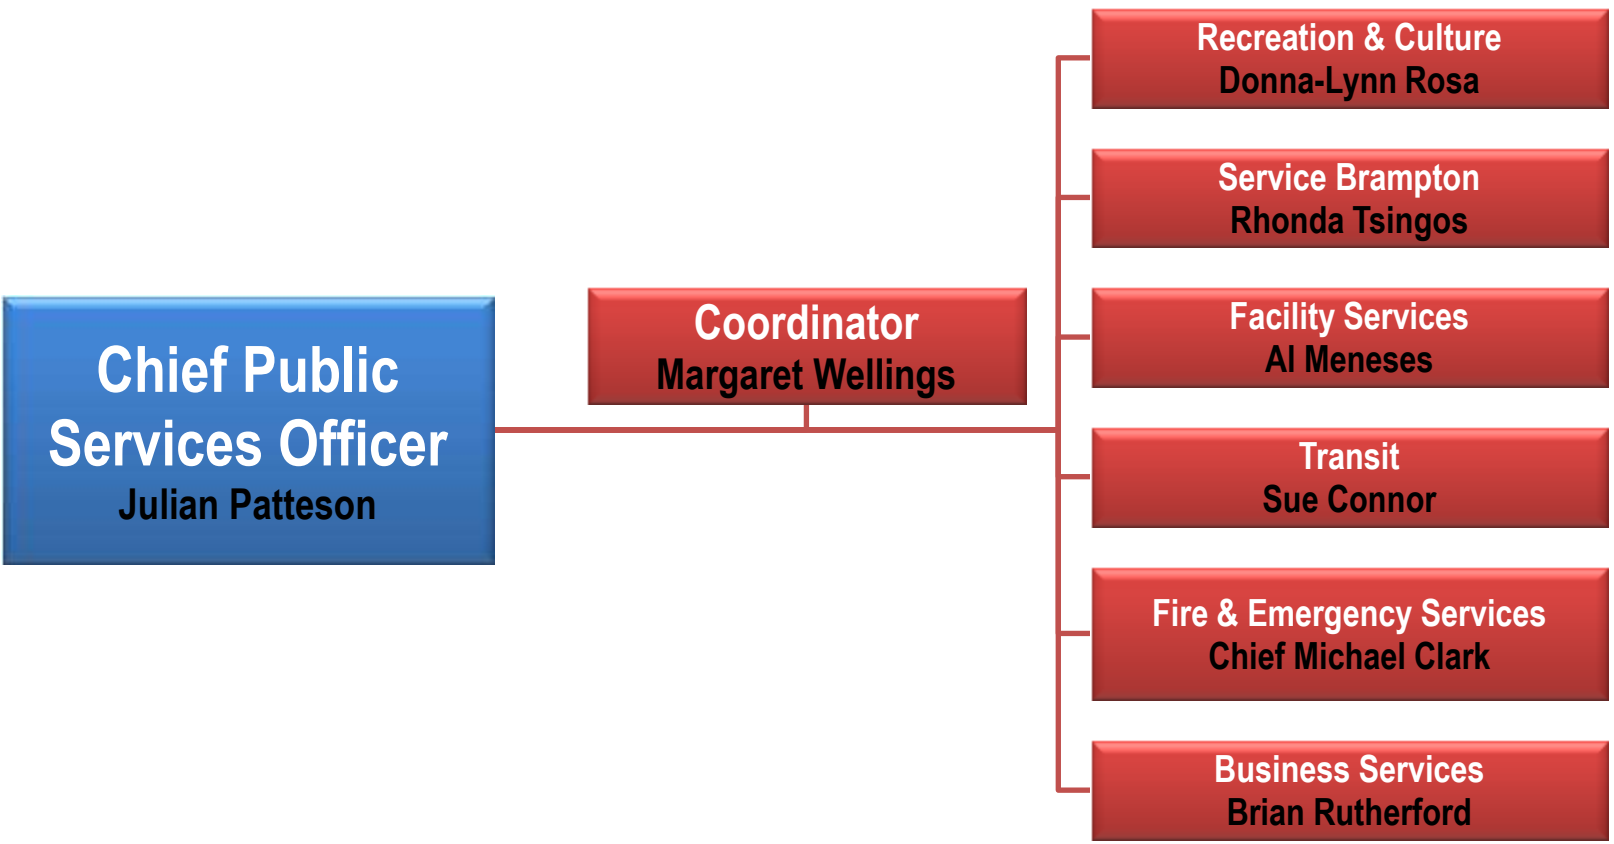 Chief Public
Services Officer
Julian Patteson
Coordinator
Margaret Wellings
Recreation & Culture
Donna-Lynn Rosa
Service Brampton
Rhonda Tsingos
Facility Services
Al Meneses
Transit
Sue Connor
Fire & Emergency Services
Chief Michael Clark
Business Services
Brian Rutherford